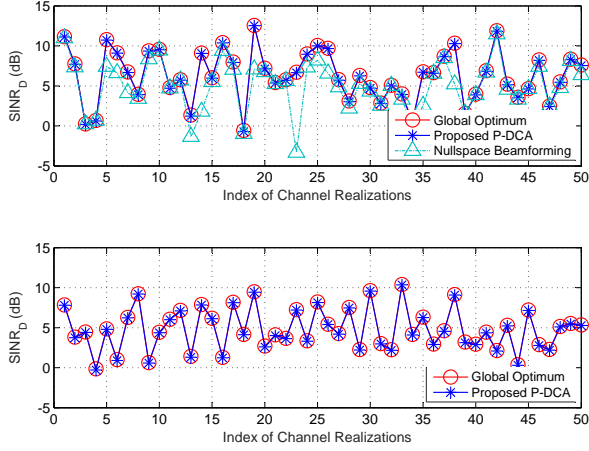 15
10
5
0
-5
SINR_D (dB)
0 5 10 15 20 25 30 35 40 45 50
Index of Channel Realizations
Global Optimum
Proposed P-DCA
Nullspace Beamforming
15
10
5
0
-5
SINR_D (dB)
0 5 10 15 20 25 30 35 40 45 50
Index of Channel Realizations
Global Optimum
Proposed P-DCA